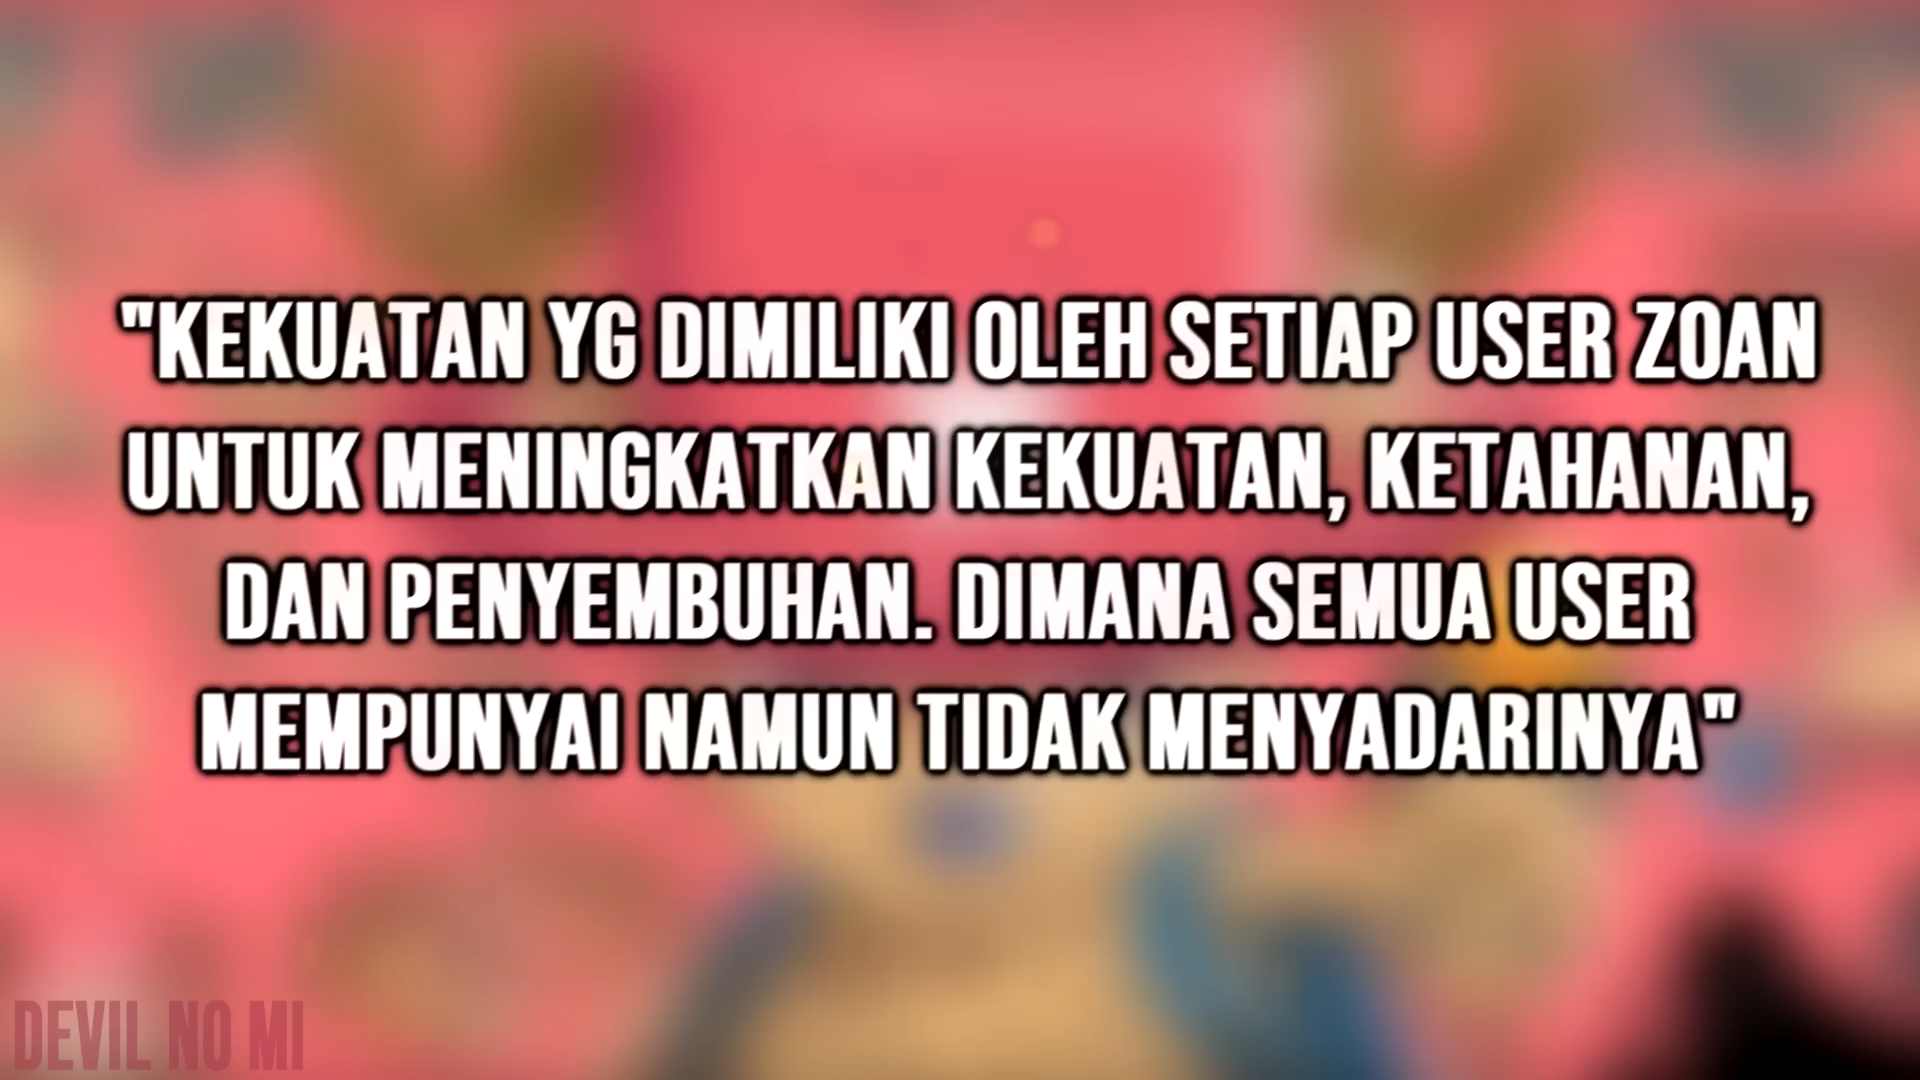 "KEKUATAN YG DIMILIKI OLEH SETIAP USER ZOAN
UNTUK MENINGKATKAN KEKUATAN, KETAHANAN,
DAN PENYEMBUHAN. DIMANA SEMUA USER
MEMPUNYAI NAMUN TIDAK MENYADARINYA"
DEVIL NO MI